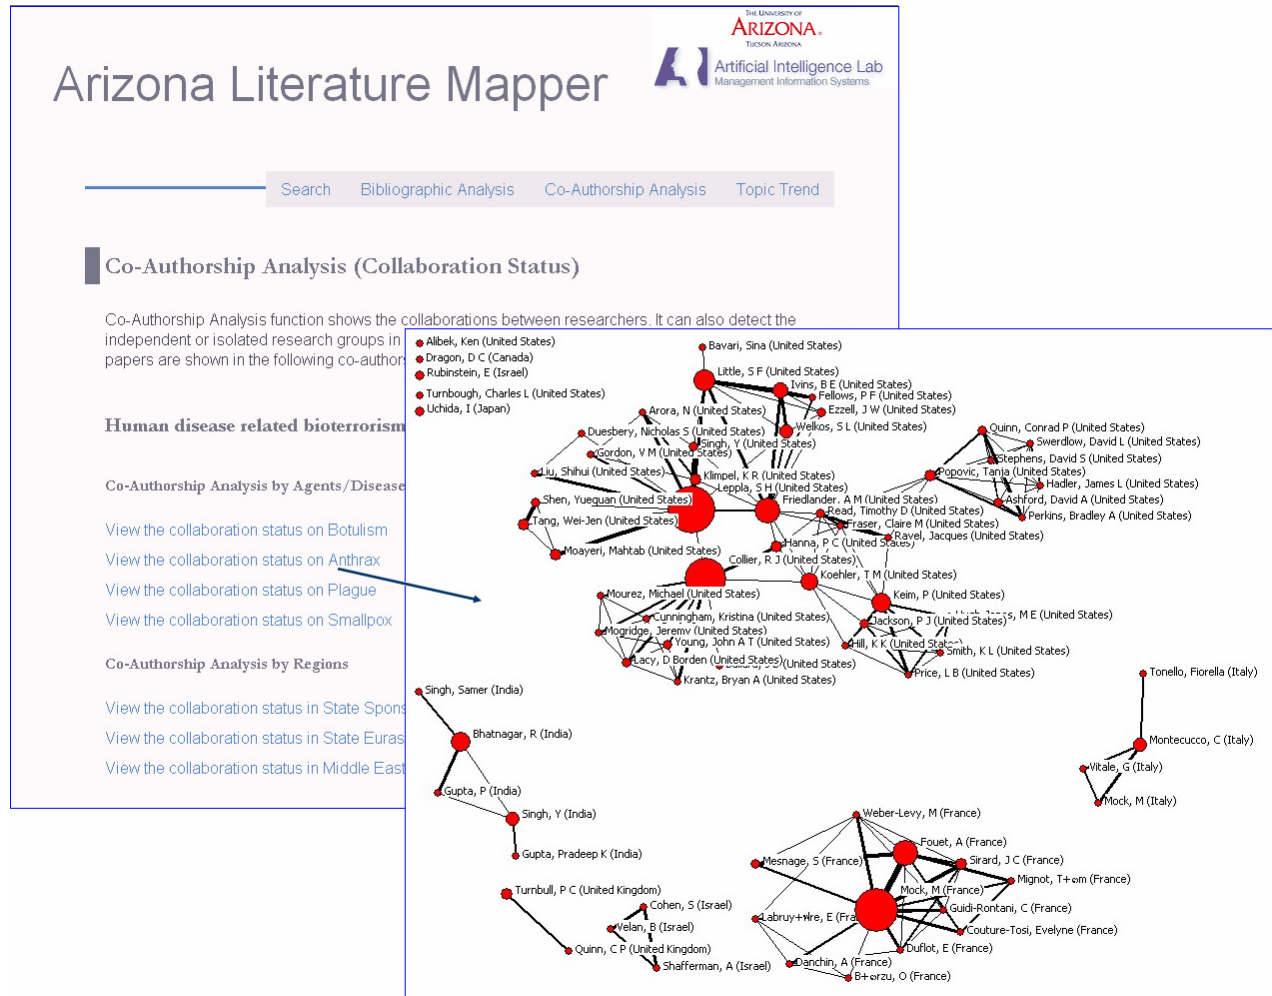 THE UNIVERSITY OF
ARIZONA®
TUCSON ARIZONA
Artificial Intelligence Lab
Management Information Systems
Arizona Literature Mapper
Search Bibliographic Analysis Co-Authorship Analysis Topic Trend
Co-Authorship Analysis (Collaboration Status)
Co-Authorship Analysis function shows the collaborations between researchers. It can also detect the
independent or isolated research groups in
papers are shown in the following co-authors
Human disease related bioterrorism
Co-Authorship Analysis by Agents/Disease
View the collaboration status on Botulism
View the collaboration status on Anthrax
View the collaboration status on Plague
View the collaboration status on Smallpox
Co-Authorship Analysis by Regions
View the collaboration status in State Spons
View the collaboration status in State Euras
View the collaboration status in Middle East
Alibek, Ken (United States)
Dragon, D C (Canada)
Rubinstein, E (Israel)
Turnbough, Charles L (United States)
Uchida, I (Japan)
Bavari, Sina (United States)
Little, S F (United States)
Ivins, B E (United States)
Fellows, P F (United States)
Ezzell, J W (United States)
Welkos, S L (United States)
Arora, N (United States)
Duesbery, Nicholas S (United States)
Singh, Y (United States)
Gordon, V M (United States)
Liu, Shihui (United States)
Klimpel, K R (United States)
Leppla, S H (United States)
Shen, Yuequan (United States)
Friedlander, A M (United States)
Tang, Wei-Jen (United States)
Read, Timothy D (United States)
Fraser, Claire M (United States)
Ravel, Jacques (United States)
Moayeri, Mahtab (United States)
Hanna, P C (United States)
Collier, R J (United States)
Koehler, T M (United States)
Quinn, Conrad P (United States)
Swerdlow, David L (United States)
Stephens, David S (United States)
Popovic, Tanja (United States)
Hadler, James L (United States)
Ashford, David A (United States)
Perkins, Bradley A (United States)
Mourez, Michael (United States)
Cunningham, Kristina (United States)
Mogridge, Jeremy (United States)
Young, John A T (United States)
Lacy, D Borden (United States)
(United States)
Krantz, Bryan A (United States)
Keim, P (United States)
M E (United States)
Jackson, P J (United States)
Hill, K K (United States)
Smith, K L (United States)
Price, L B (United States)
Singh, Samer (India)
Bhatnagar, R (India)
Gupta, P (India)
Singh, Y (India)
Gupta, Pradeep K (India)
Tonello, Fiorella (Italy)
Montecucco, C (Italy)
Vitale, G (Italy)
Mock, M (Italy)
Turnbull, P C (United Kingdom)
Quinn, C P (United Kingdom)
Cohen, S (Israel)
Velan, B (Israel)
Shafferman, A (Israel)
Weber-Levy, M (France)
Fouet, A (France)
Mesnage, S (France)
Sirard, J C (France)
Mignot, T+øm (France)
Mock, M (France)
Guidi-Rontani, C (France)
Labruy+¿re, E (Fra
Couture-Tosi, Evelyne (France)
Duflot, E (France)
Danchin, A (France)
B+ørzu, O (France)